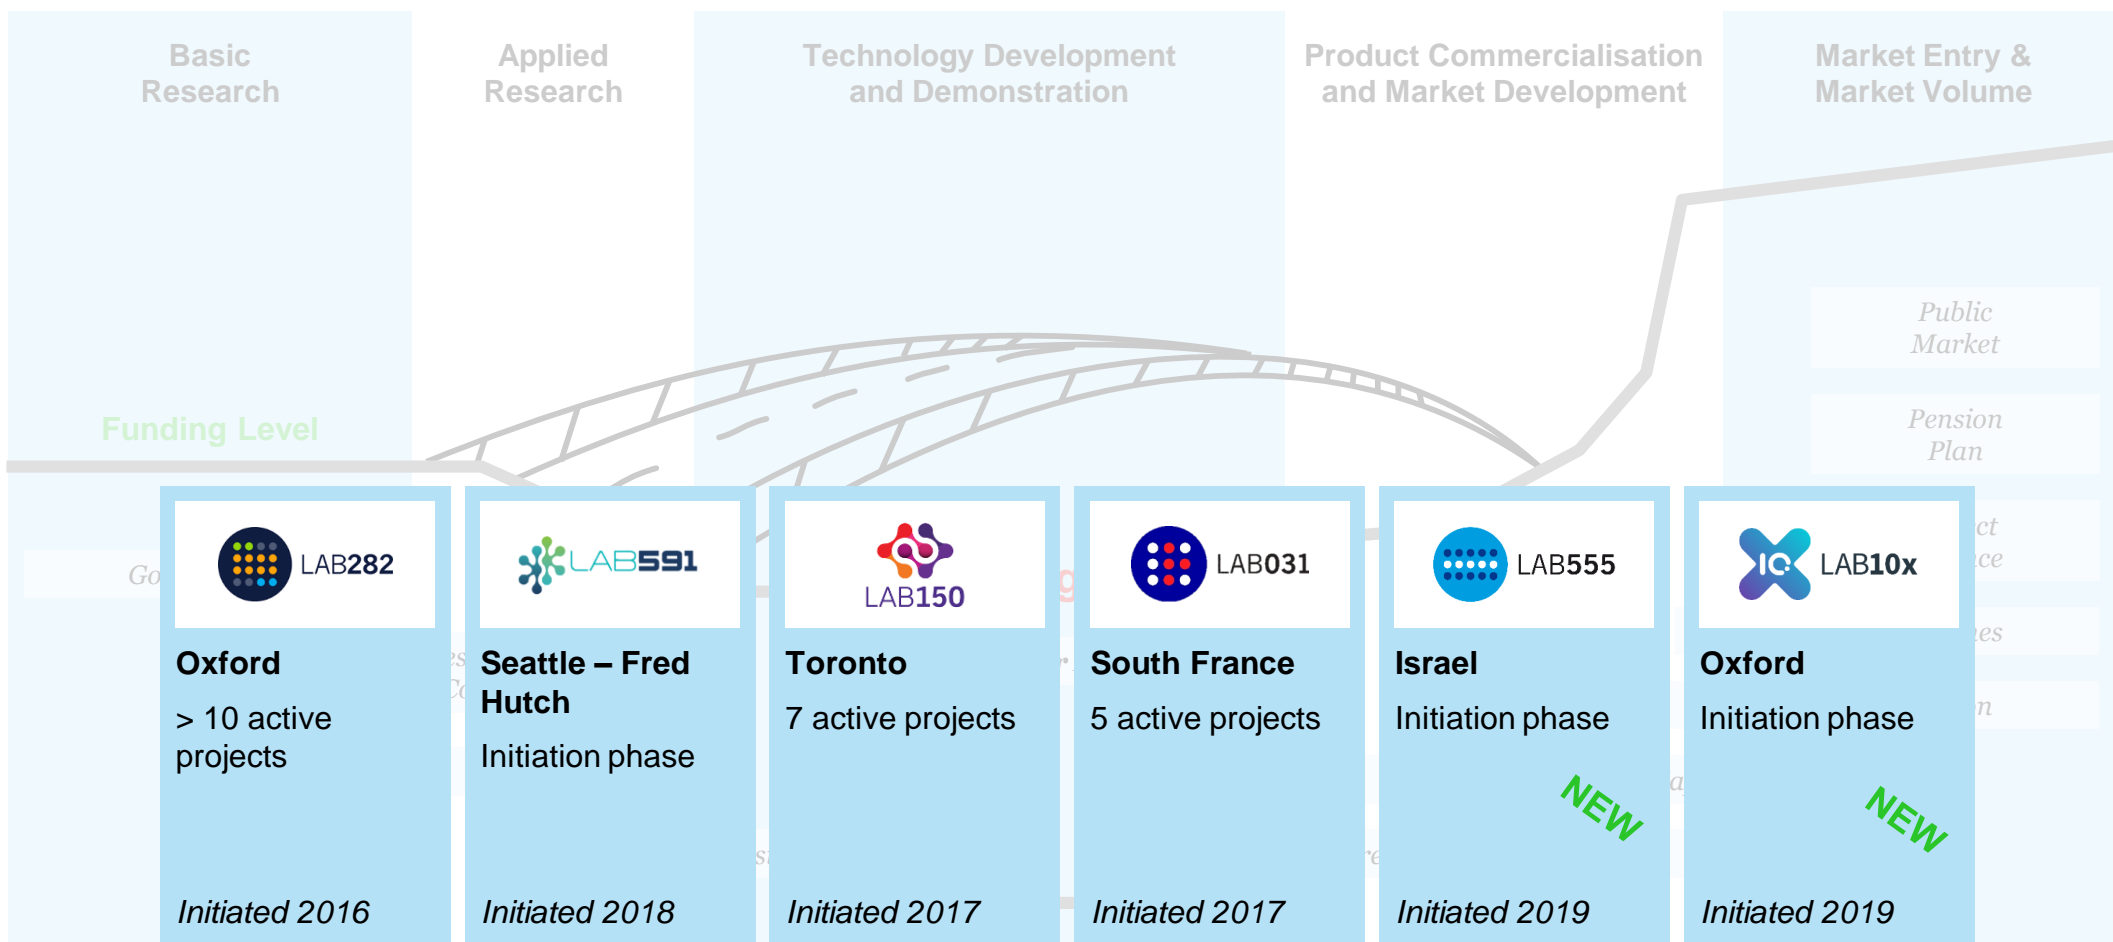 Basic
Research
Applied
Research
Technology Development
and Demonstration
Product Commercialisation
and Market Development
Market Entry &
Market Volume
Public
Market
Pension
Plan
Funding Level
LAB282
Oxford
> 10 active
projects
Initiated 2016
LAB591
Seattle – Fred
Hutch
Initiation phase
Initiated 2018
LAB150
Toronto
7 active projects
Initiated 2017
LAB031
South France
5 active projects
Initiated 2017
LAB555
Israel
Initiation phase
NEW
Initiated 2019
IQ
LAB10x
Oxford
Initiation phase
NEW
Initiated 2019